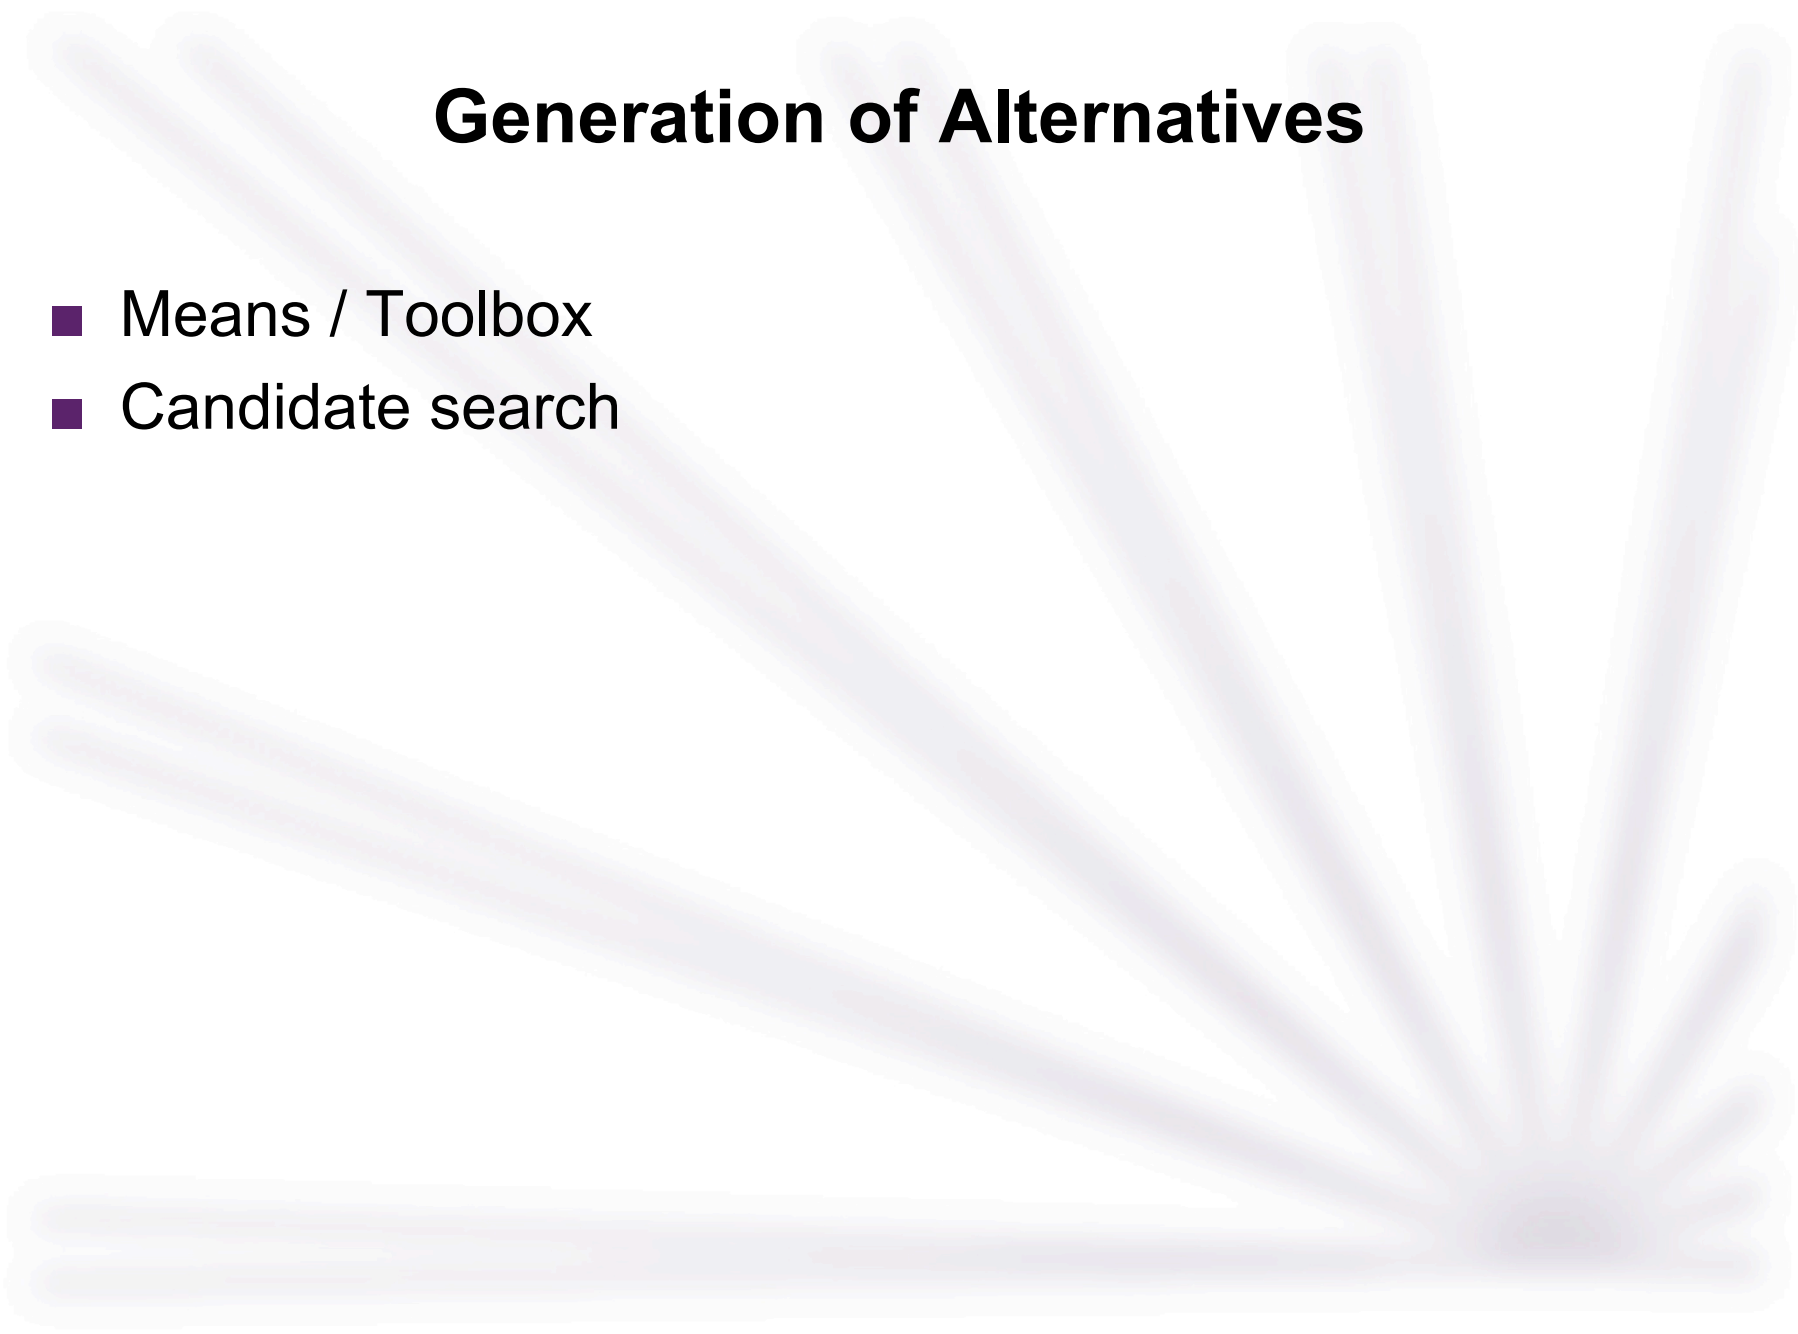 Generation of Alternatives
Means / Toolbox
Candidate search